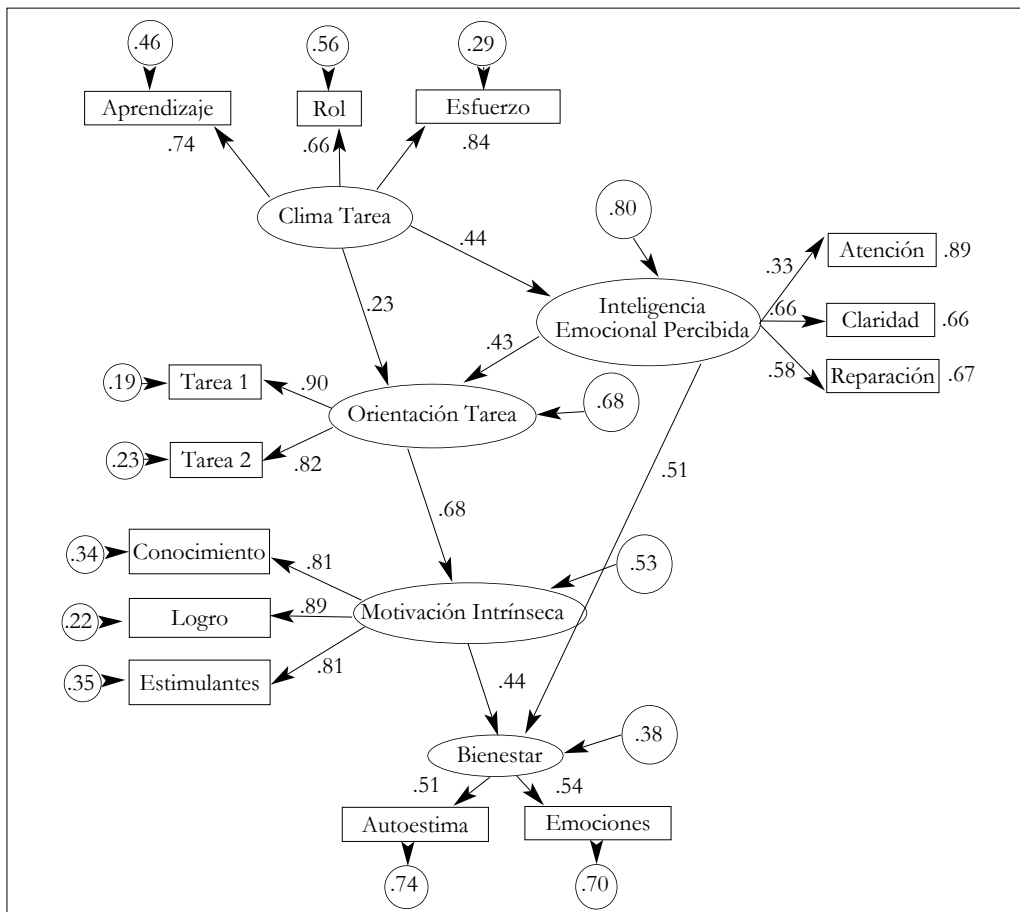 .46
.56
.29
Aprendizaje
Rol
Esfuerzo
.74
.66
.84
Clima Tarea
.80
.44
.33
Atención
.89
.23
Inteligencia
Emocional Percibida
.66
Claridad
.66
.43
.58
Reparación
.67
.19
Tarea 1
.90
Orientación Tarea
.68
.23
Tarea 2
.82
.51
.68
.34
Conocimiento
.81
.53
.22
Logro
.89
Motivación Intrínseca
.35
Estimulantes
.81
.44
.38
Bienestar
.51
.54
Autoestima
Emociones
.74
.70